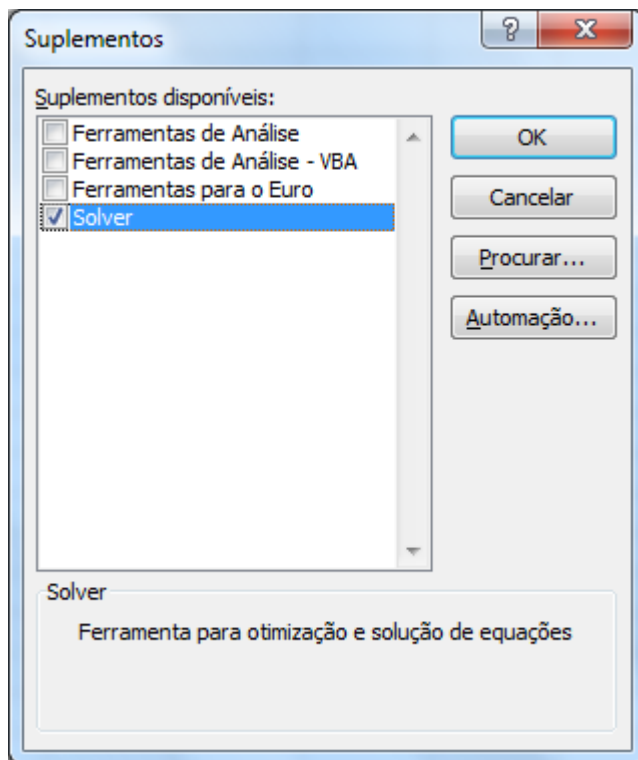 Suplementos
Suplementos disponíveis:
Ferramentas de Análise
Ferramentas de Análise - VBA
Ferramentas para o Euro
Solver
OK
Cancelar
Procurar...
Automação...
Solver
Ferramenta para otimização e solução de equações